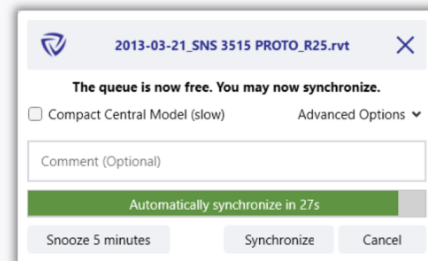 2013-03-21_SNS 3515 PROTO_R25.rvt
The queue is now free. You may now synchronize.
Compact Central Model (slow) Advanced Options
Comment (Optional)
Automatically synchronize in 27s
Snooze 5 minutes Synchronize Cancel